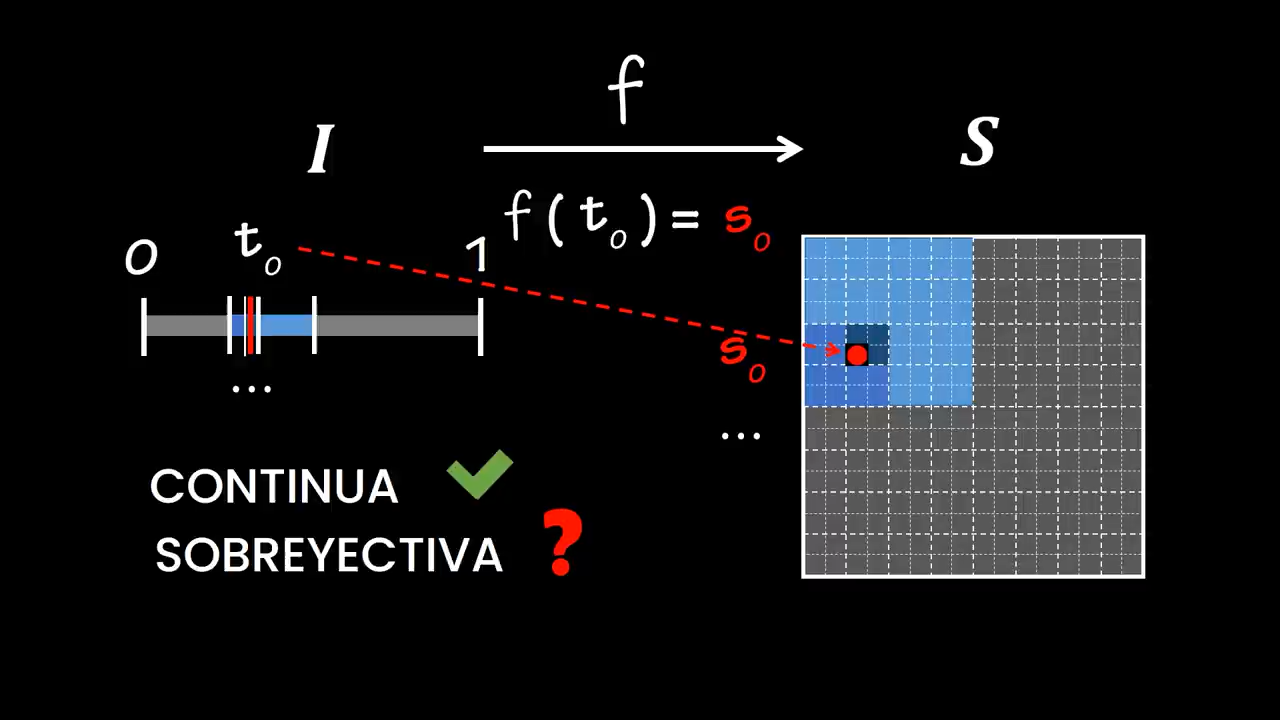 f
I
S
f(t₀)=s₀
0 t₀ 1
s₀
...
...
CONTINUA
SOBREYECTIVA ?